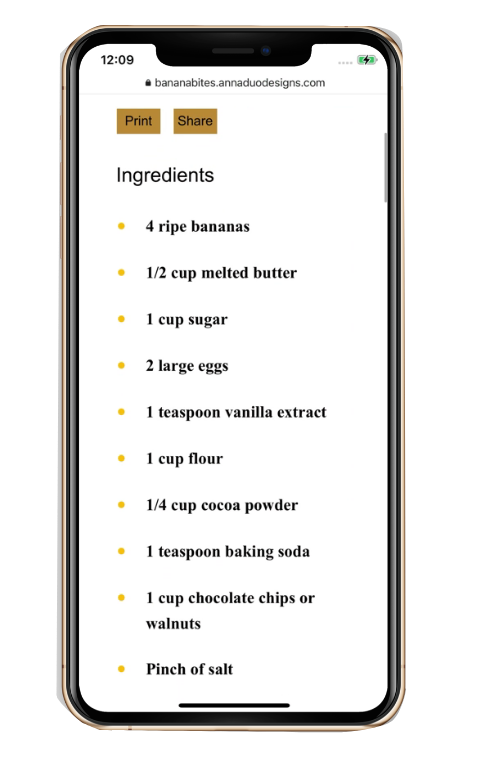 12:09
bananabites.annaduodesigns.com
Print Share
Ingredients
4 ripe bananas
1/2 cup melted butter
1 cup sugar
2 large eggs
1 teaspoon vanilla extract
1 cup flour
1/4 cup cocoa powder
1 teaspoon baking soda
1 cup chocolate chips or
walnuts
Pinch of salt